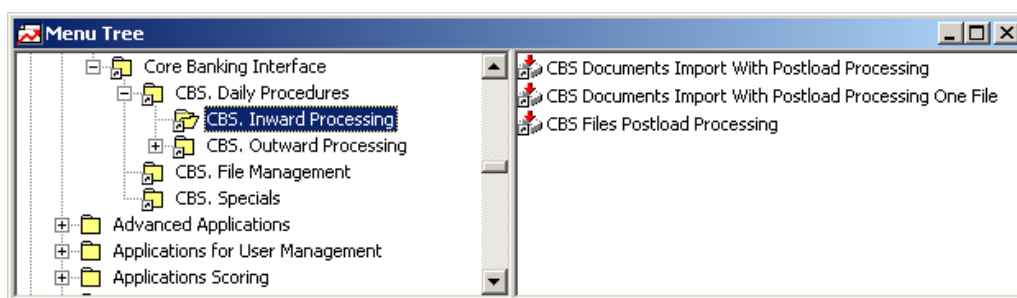 Menu Tree
Core Banking Interface
CBS. Daily Procedures
CBS. Inward Processing
CBS. Outward Processing
CBS. File Management
CBS. Specials
Advanced Applications
Applications for User Management
Applications Scoring
CBS Documents Import With Postload Processing
CBS Documents Import With Postload Processing One File
CBS Files Postload Processing